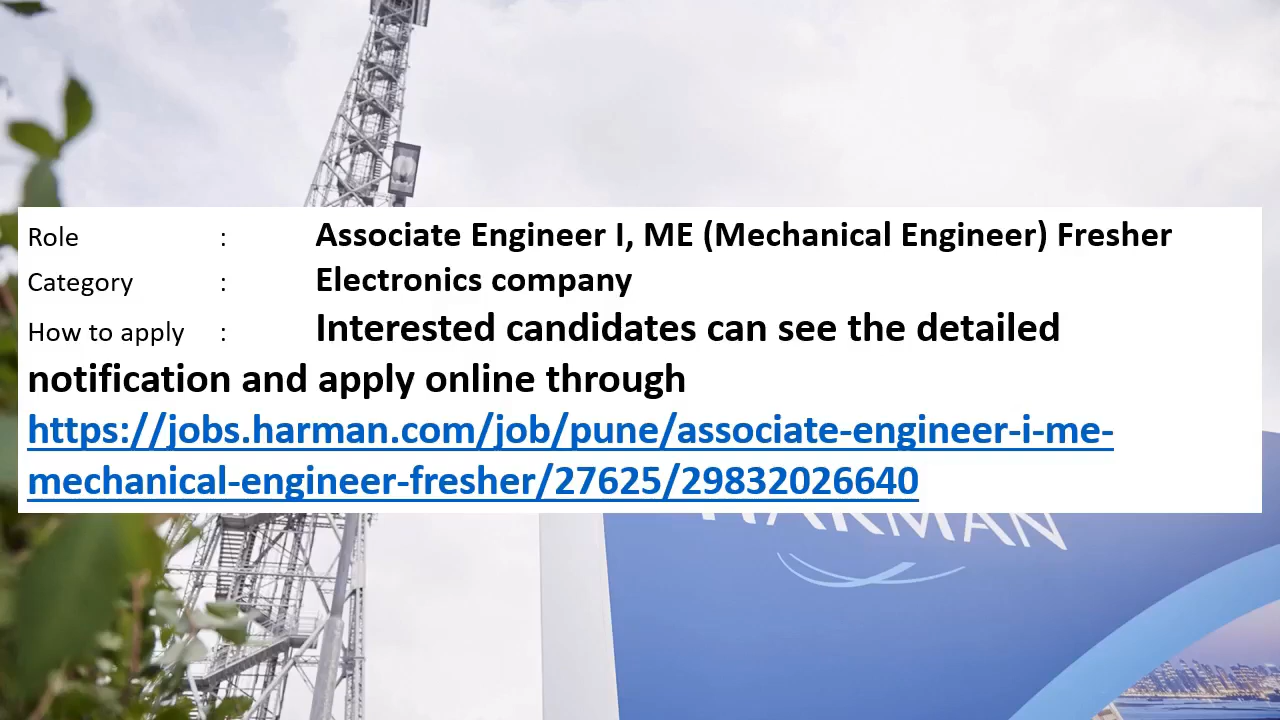 Role : Associate Engineer I, ME (Mechanical Engineer) Fresher
Category : Electronics company
How to apply : Interested candidates can see the detailed
notification and apply online through
https://jobs.harman.com/job/pune/associate-engineer-i-me-
mechanical-engineer-fresher/27625/29832026640
HARMAN